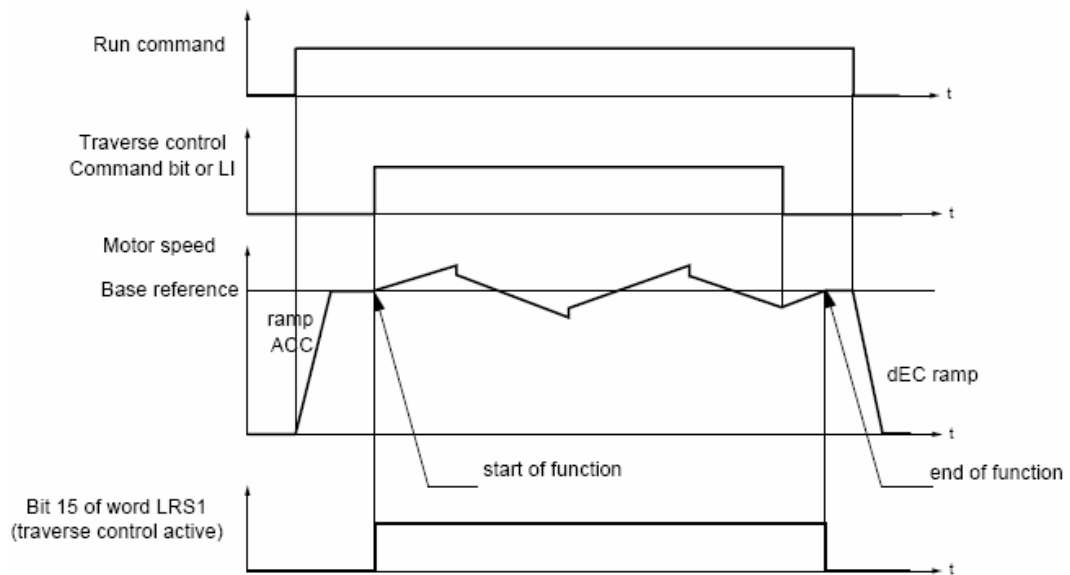 Run command
t
Traverse control
Command bit or LI
t
Motor speed
Base reference
ramp
ACC
dEC ramp
t
start of function
end of function
Bit 15 of word LRS1
(traverse control active)
t